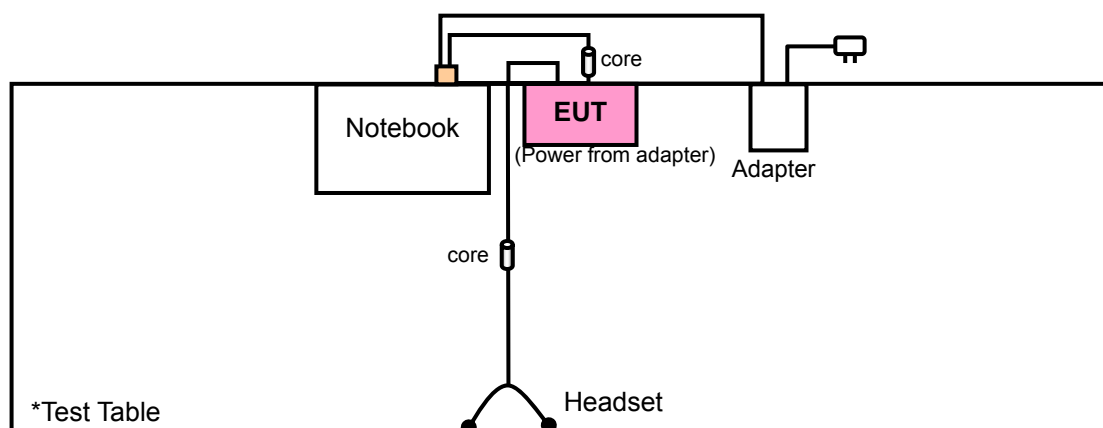 core
EUT
Notebook
(Power from adapter)
Adapter
core
Headset
*Test Table